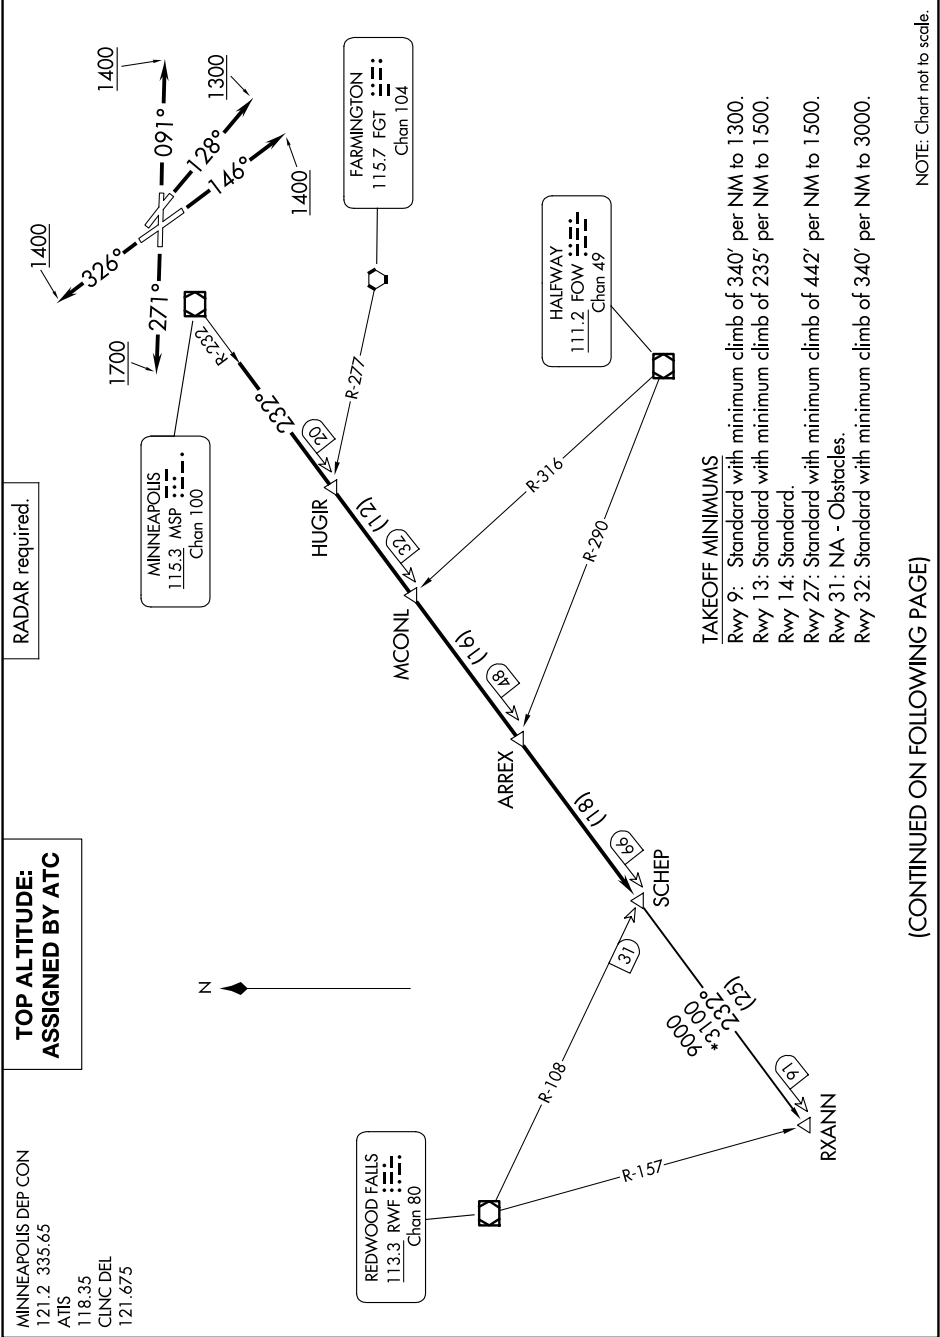 MINNEAPOLIS DEP CON
121.2 335.65
ATIS
118.35
CLNC DEL
121.675
TOP ALTITUDE:
ASSIGNED BY ATC
RADAR required.
1400
326°
1700
271°
1400
091°
1300
128°
146°
1400
MINNEAPOLIS
115.3 MSP
Chan 100
R-232
232°
FARMINGTON
115.7 FGT
Chan 104
R-277
20
HUGIR
(12)
32
MCONL
HALFWAY
111.2 FOW
Chan 49
R-316
R-290
(16)
48
ARREX
(18)
66
SCHEP
N
REDWOOD FALLS
113.3 RWF
Chan 80
R-108
31
R-157
9000
*3100
232°
(25)
91
RXANN
TAKEOFF MINIMUMS
Rwy 9: Standard with minimum climb of 340' per NM to 1300.
Rwy 13: Standard with minimum climb of 235' per NM to 1500.
Rwy 14: Standard.
Rwy 27: Standard with minimum climb of 442' per NM to 1500.
Rwy 31: NA - Obstacles.
Rwy 32: Standard with minimum climb of 340' per NM to 3000.
NOTE: Chart not to scale.
(CONTINUED ON FOLLOWING PAGE)